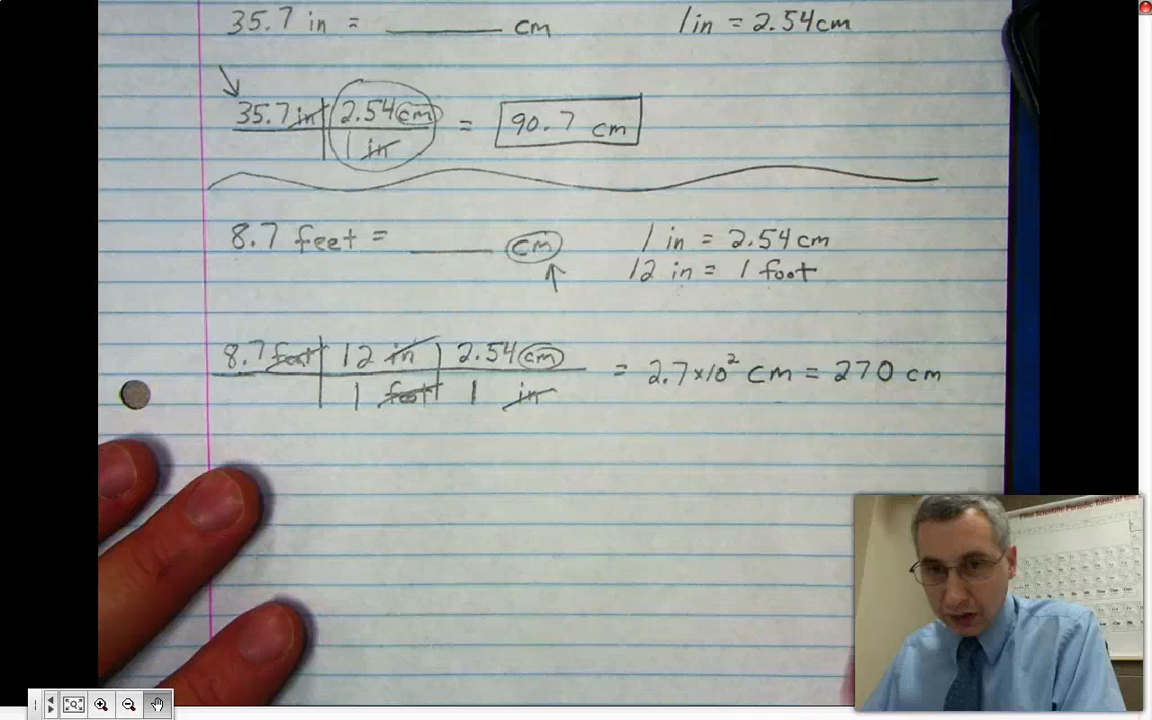 35.7 in = ______ cm 1 in = 2.54 cm
35.7 in | 2.54 cm = 90.7 cm
1 in
8.7 feet = ______ cm 1 in = 2.54 cm
12 in = 1 foot
8.7 feet | 12 in | 2.54 cm = 2.7×10² cm = 270 cm
1 foot | 1 in